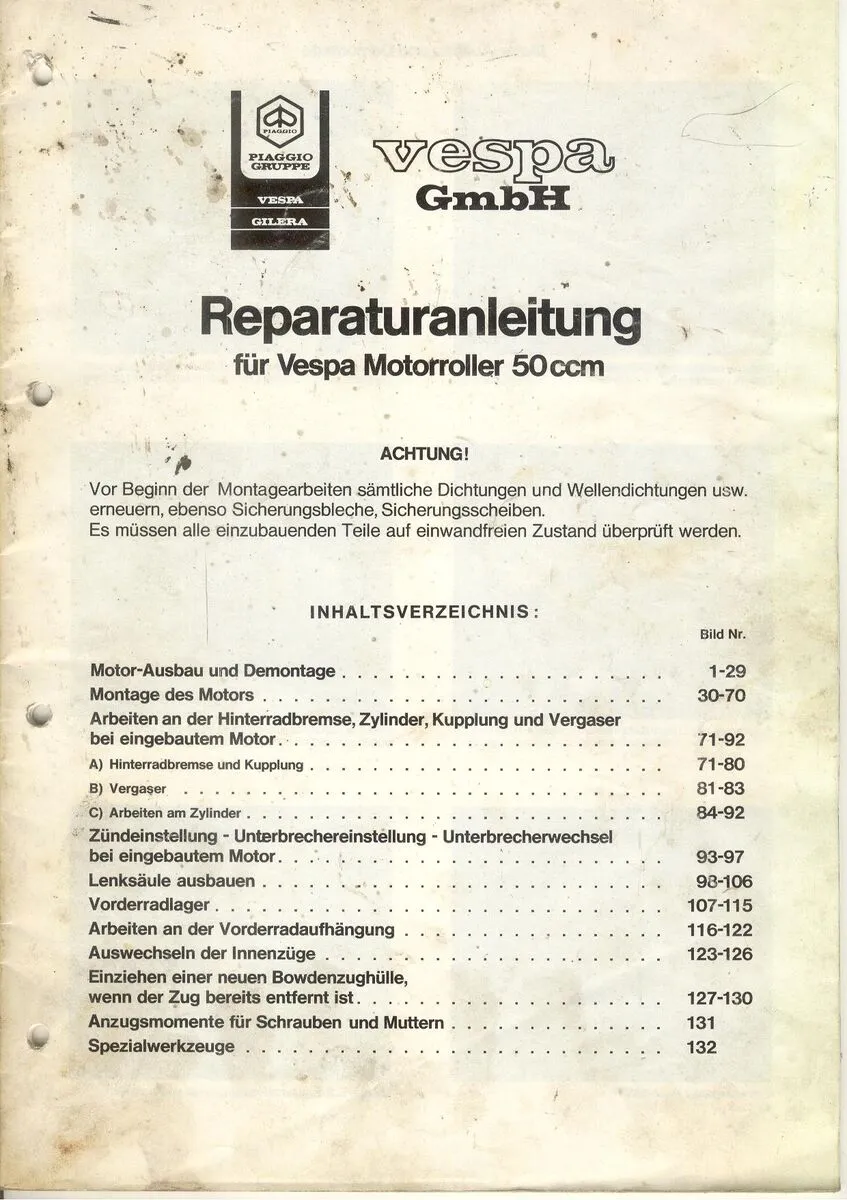 PIAGGIO
PIAGGIO
GRUPPE
VESPA
GILERA
vespa
GmbH
Reparaturanleitung
für Vespa Motorroller 50 ccm
ACHTUNG!
Vor Beginn der Montagearbeiten sämtliche Dichtungen und Wellendichtungen usw.
erneuern, ebenso Sicherungsbleche, Sicherungsscheiben.
Es müssen alle einzubauenden Teile auf einwandfreien Zustand überprüft werden.
INHALTSVERZEICHNIS:
Bild Nr.
Motor-Ausbau und Demontage . . . . . . . . . . . . . . . . . . . . . 1-29
Montage des Motors . . . . . . . . . . . . . . . . . . . . . . . . . . 30-70
Arbeiten an der Hinterradbremse, Zylinder, Kupplung und Vergaser
bei eingebautem Motor. . . . . . . . . . . . . . . . . . . . . . . . . 71-92
A) Hinterradbremse und Kupplung . . . . . . . . . . . . . . . . . . . . . . . 71-80
B) Vergaser . . . . . . . . . . . . . . . . . . . . . . . . . . . . . . 81-83
C) Arbeiten am Zylinder . . . . . . . . . . . . . . . . . . . . . . . . . . . 84-92
Zündeinstellung - Unterbrechereinstellung - Unterbrecherwechsel
bei eingebautem Motor. . . . . . . . . . . . . . . . . . . . . . . . . 93-97
Lenksäule ausbauen . . . . . . . . . . . . . . . . . . . . . . . . . . 98-106
Vorderradlager . . . . . . . . . . . . . . . . . . . . . . . . . . . . . 107-115
Arbeiten an der Vorderradaufhängung . . . . . . . . . . . . . . . . . 116-122
Auswechseln der Innenzüge . . . . . . . . . . . . . . . . . . . . . . 123-126
Einziehen einer neuen Bowdenzughülle,
wenn der Zug bereits entfernt ist. . . . . . . . . . . . . . . . . . . . 127-130
Anzugsmomente für Schrauben und Muttern . . . . . . . . . . . . . . 131
Spezialwerkzeuge . . . . . . . . . . . . . . . . . . . . . . . . . . . 132